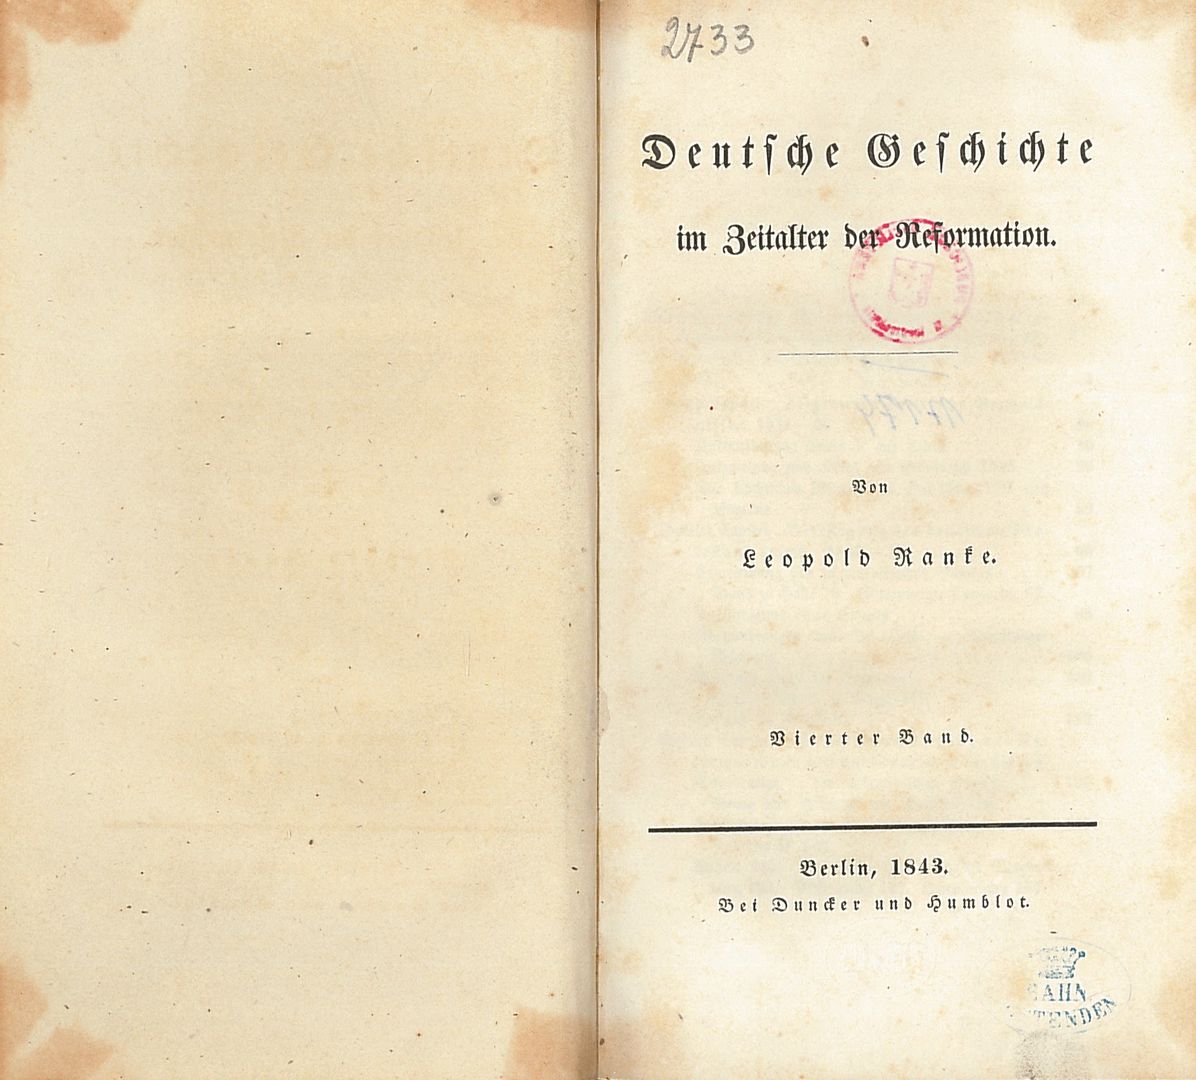 2733
Deutsche Geschichte
im Zeitalter der Reformation.
Von
Leopold Ranke.
Vierter Band.
Berlin, 1843.
Bei Duncker und Humblot.